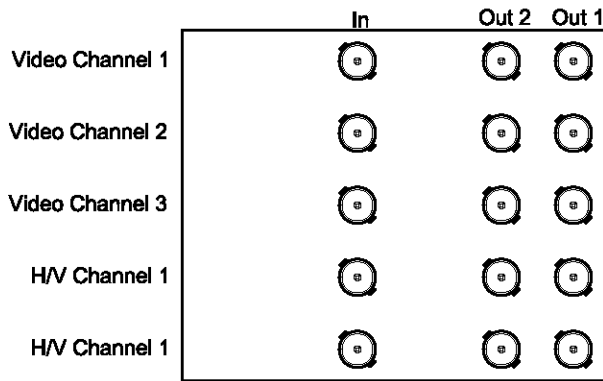 In Out 2 Out 1
Video Channel 1
Video Channel 2
Video Channel 3
H/V Channel 1
H/V Channel 1